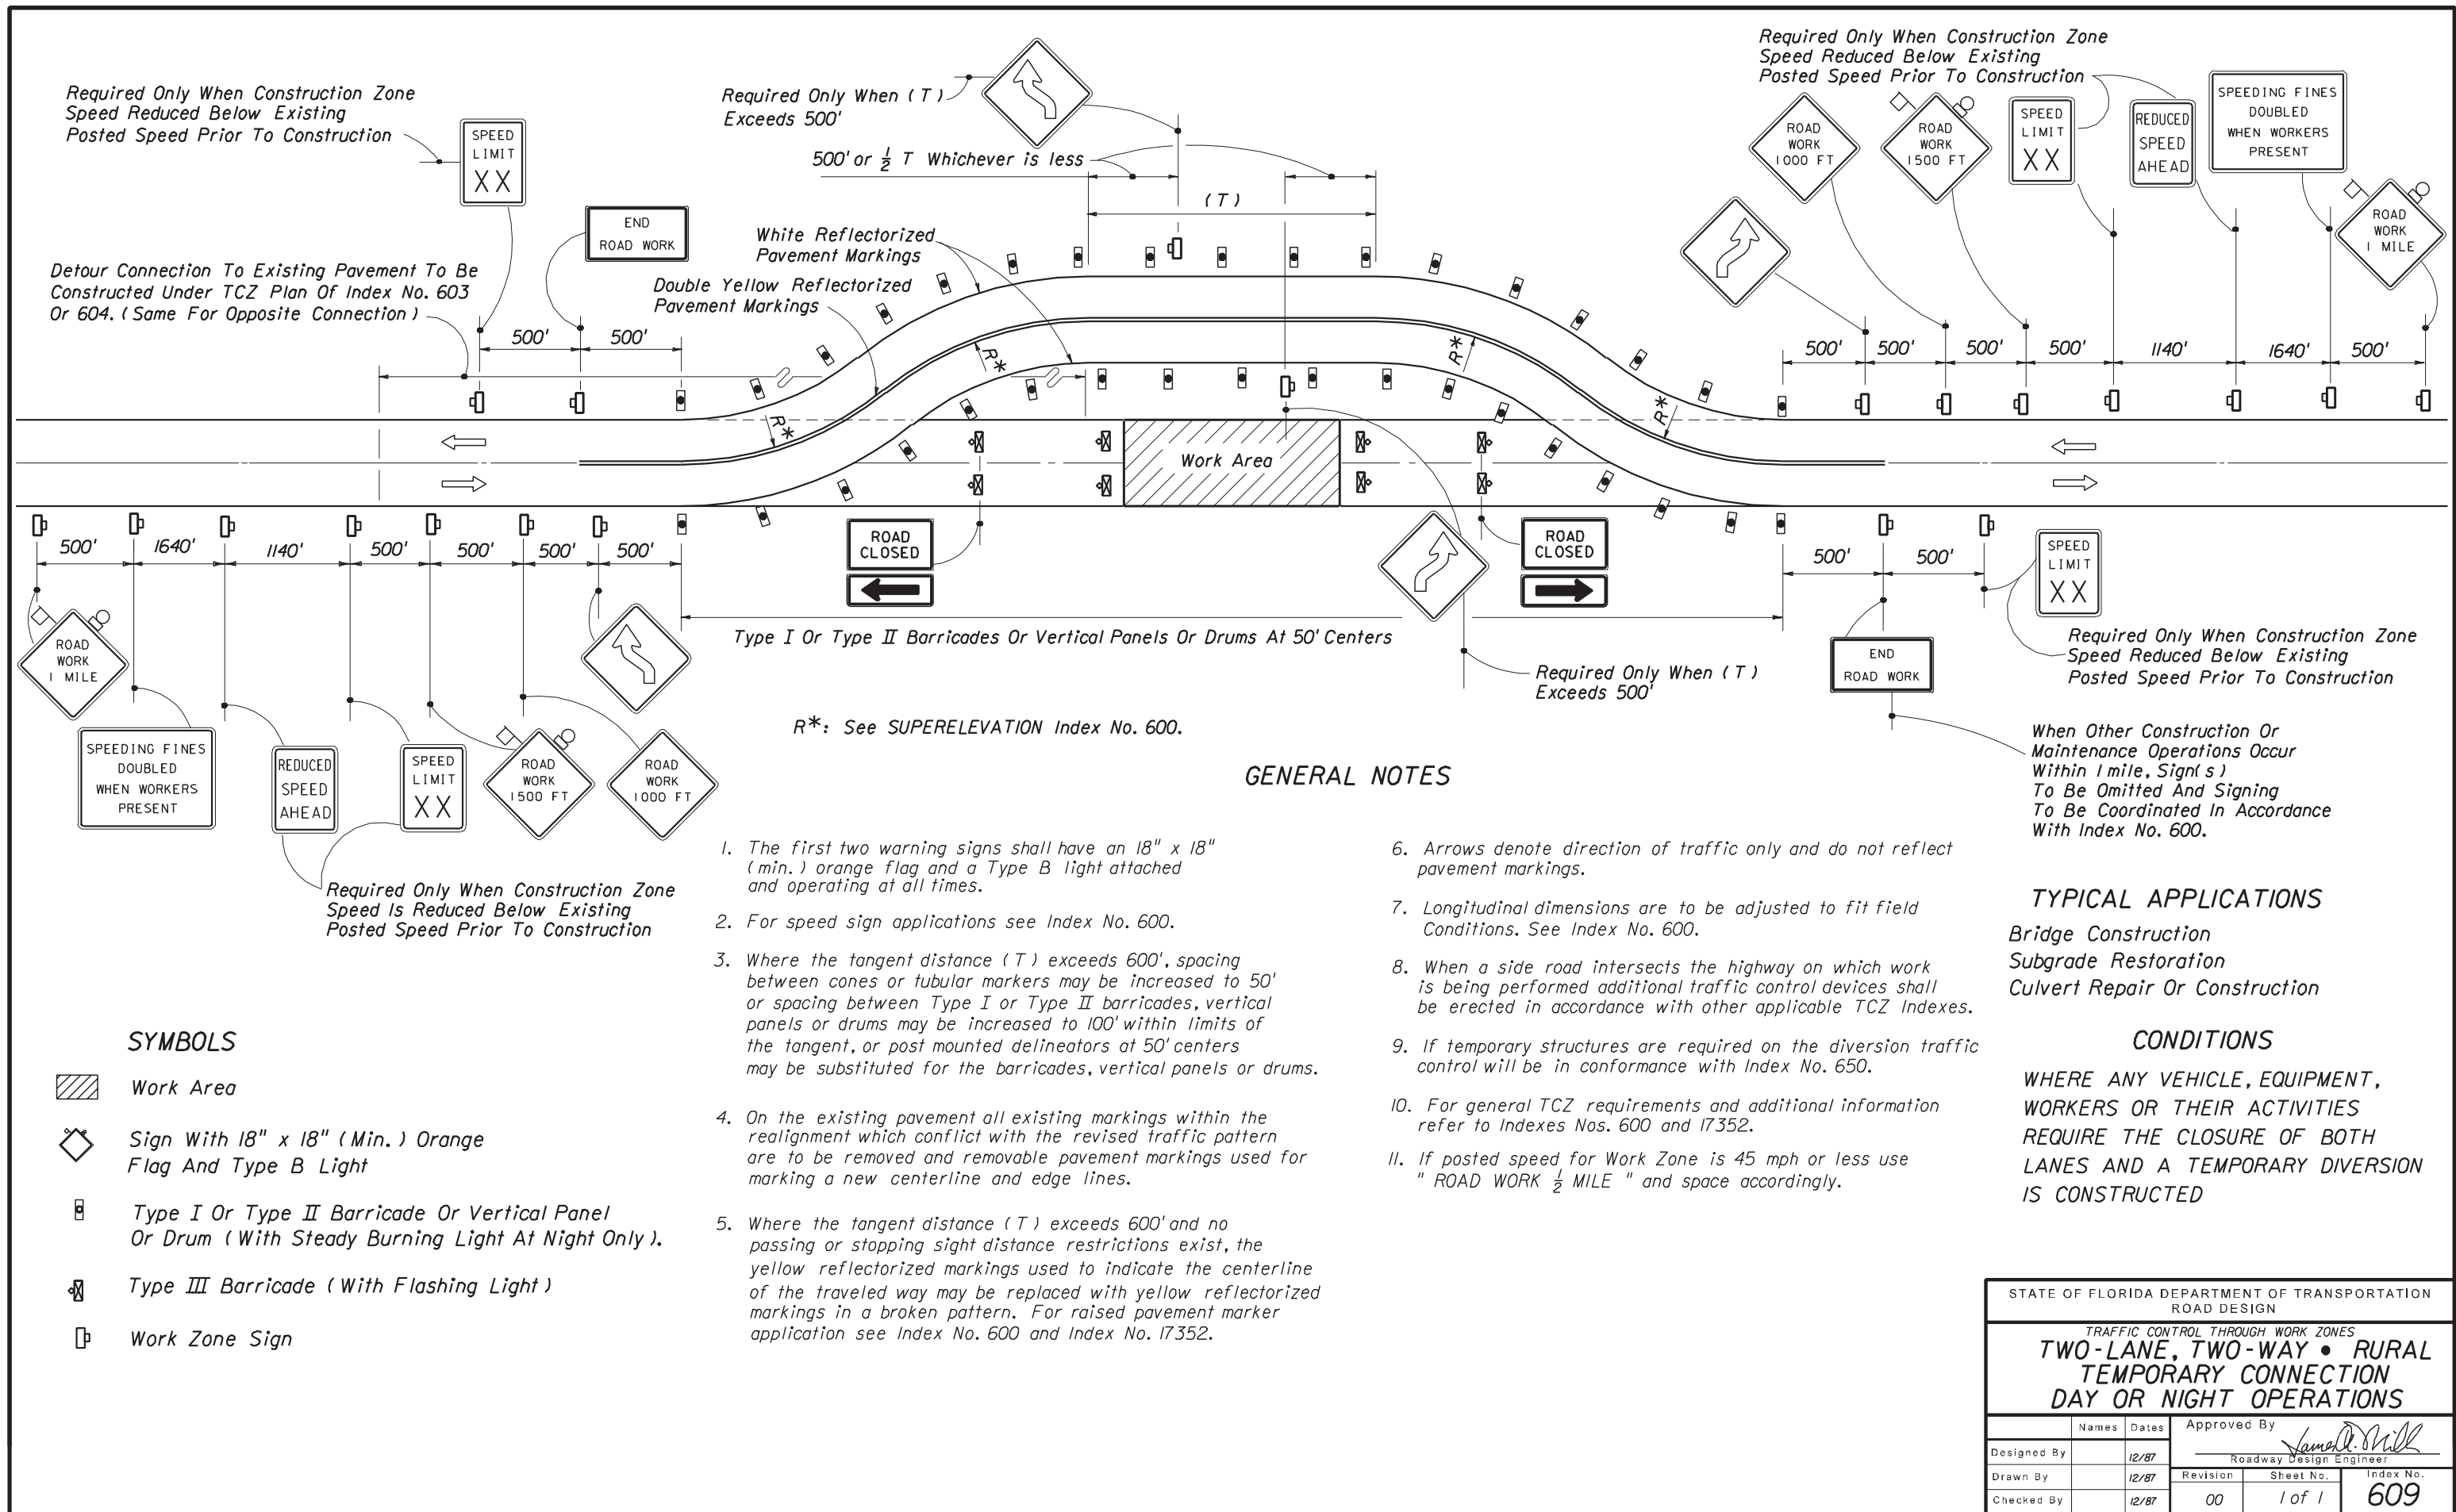 Required Only When Construction Zone
Speed Reduced Below Existing
Posted Speed Prior To Construction
SPEED
LIMIT
XX
END
ROAD WORK
Detour Connection To Existing Pavement To Be
Constructed Under TCZ Plan Of Index No. 603
Or 604. (Same For Opposite Connection)
500'
500'
Required Only When (T)
Exceeds 500'
500' or 1/2 T Whichever is less
(T)
White Reflectorized
Pavement Markings
Double Yellow Reflectorized
Pavement Markings
R*
R*
R*
R*
Required Only When Construction Zone
Speed Reduced Below Existing
Posted Speed Prior To Construction
ROAD
WORK
1000 FT
ROAD
WORK
1500 FT
SPEED
LIMIT
XX
REDUCED
SPEED
AHEAD
SPEEDING FINES
DOUBLED
WHEN WORKERS
PRESENT
ROAD
WORK
1 MILE
500'
500'
500'
500'
1140'
1640'
500'
Work Area
500'
1640'
1140'
500'
500'
500'
500'
ROAD
CLOSED
ROAD
CLOSED
500'
500'
SPEED
LIMIT
XX
Type I Or Type II Barricades Or Vertical Panels Or Drums At 50' Centers
Required Only When (T)
Exceeds 500'
END
ROAD WORK
Required Only When Construction Zone
Speed Reduced Below Existing
Posted Speed Prior To Construction
ROAD
WORK
1 MILE
SPEEDING FINES
DOUBLED
WHEN WORKERS
PRESENT
REDUCED
SPEED
AHEAD
SPEED
LIMIT
XX
ROAD
WORK
1500 FT
ROAD
WORK
1000 FT
Required Only When Construction Zone
Speed Is Reduced Below Existing
Posted Speed Prior To Construction
R*: See SUPERELEVATION Index No. 600.
When Other Construction Or
Maintenance Operations Occur
Within 1 mile, Sign(s)
To Be Omitted And Signing
To Be Coordinated In Accordance
With Index No. 600.
GENERAL NOTES
1. The first two warning signs shall have an 18" x 18"
(min.) orange flag and a Type B light attached
and operating at all times.
2. For speed sign applications see Index No. 600.
3. Where the tangent distance (T) exceeds 600', spacing
between cones or tubular markers may be increased to 50'
or spacing between Type I or Type II barricades, vertical
panels or drums may be increased to 100' within limits of
the tangent, or post mounted delineators at 50' centers
may be substituted for the barricades, vertical panels or drums.
4. On the existing pavement all existing markings within the
realignment which conflict with the revised traffic pattern
are to be removed and removable pavement markings used for
marking a new centerline and edge lines.
5. Where the tangent distance (T) exceeds 600' and no
passing or stopping sight distance restrictions exist, the
yellow reflectorized markings used to indicate the centerline
of the traveled way may be replaced with yellow reflectorized
markings in a broken pattern. For raised pavement marker
application see Index No. 600 and Index No. 17352.
6. Arrows denote direction of traffic only and do not reflect
pavement markings.
7. Longitudinal dimensions are to be adjusted to fit field
Conditions. See Index No. 600.
8. When a side road intersects the highway on which work
is being performed additional traffic control devices shall
be erected in accordance with other applicable TCZ Indexes.
9. If temporary structures are required on the diversion traffic
control will be in conformance with Index No. 650.
10. For general TCZ requirements and additional information
refer to Indexes Nos. 600 and 17352.
11. If posted speed for Work Zone is 45 mph or less use
" ROAD WORK 1/2 MILE " and space accordingly.
TYPICAL APPLICATIONS
Bridge Construction
Subgrade Restoration
Culvert Repair Or Construction
CONDITIONS
WHERE ANY VEHICLE, EQUIPMENT,
WORKERS OR THEIR ACTIVITIES
REQUIRE THE CLOSURE OF BOTH
LANES AND A TEMPORARY DIVERSION
IS CONSTRUCTED
SYMBOLS
Work Area
Sign With 18" x 18" (Min.) Orange
Flag And Type B Light
Type I Or Type II Barricade Or Vertical Panel
Or Drum (With Steady Burning Light At Night Only).
Type III Barricade (With Flashing Light)
Work Zone Sign
STATE OF FLORIDA DEPARTMENT OF TRANSPORTATION
ROAD DESIGN
TRAFFIC CONTROL THROUGH WORK ZONES
TWO-LANE, TWO-WAY • RURAL
TEMPORARY CONNECTION
DAY OR NIGHT OPERATIONS
Names Dates
Designed By 12/87
Drawn By 12/87
Checked By 12/87
Approved By
Roadway Design Engineer
Revision Sheet No. Index No.
00 1 of 1 609